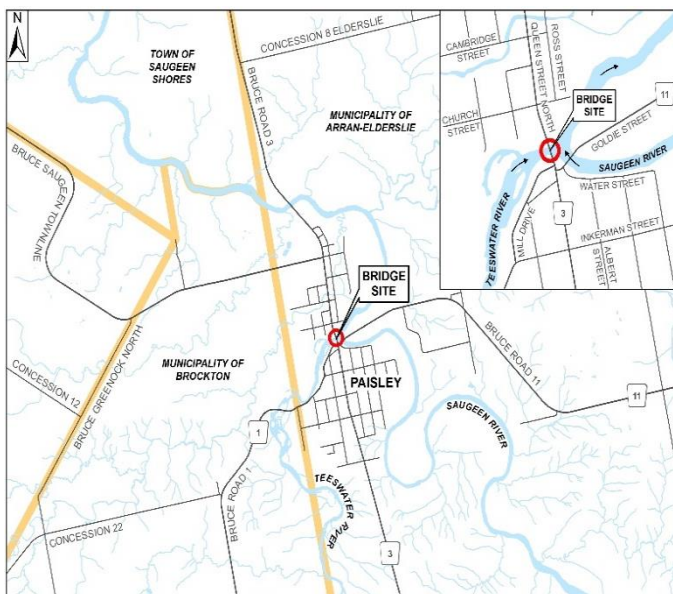 N
TOWN OF
SAUGEEN
SHORES
CONCESSION 8 ELDERSLIE
BRUCE ROAD 3
MUNICIPALITY OF
ARRAN-ELDERSLIE
BRUCE SAUGEEN TOWNLINE
BRIDGE
SITE
MUNICIPALITY OF
BROCKTON
PAISLEY
BRUCE ROAD 11
11
CONCESSION 12
BRUCE GREENOCK NORTH
SAUGEEN
RIVER
1
BRUCE ROAD 1
TEESWATER
RIVER
CONCESSION 22
3
CAMBRIDGE
STREET
QUEEN STREET NORTH
ROSS STREET
11
BRIDGE
SITE
CHURCH
STREET
GOLDIE STREET
SAUGEEN RIVER
WATER STREET
3
MILL DRIVE
INKERMAN STREET
TEESWATER RIVER
ALBERT
STREET